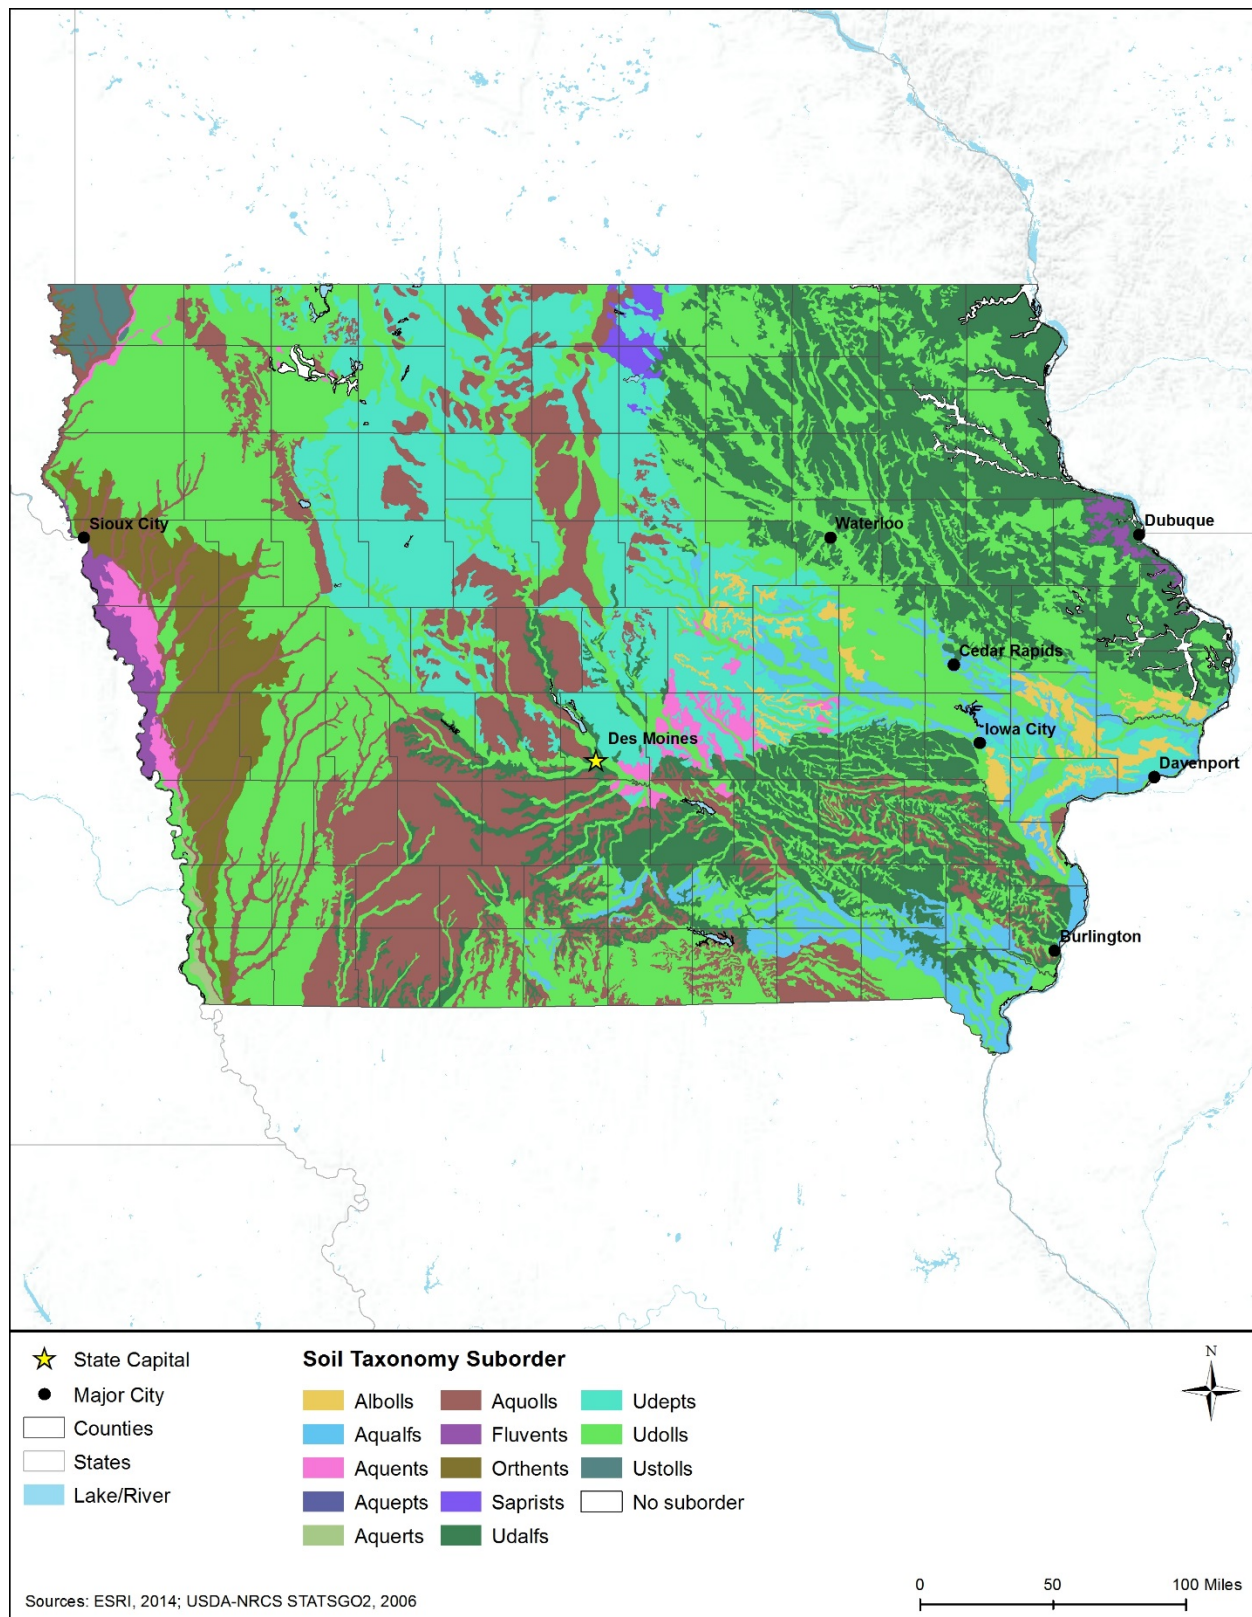 Sioux City
Waterloo
Dubuque
Cedar Rapids
Iowa City
Des Moines
Davenport
Burlington
State Capital
Major City
Counties
States
Lake/River
Soil Taxonomy Suborder
Albolls
Aqualfs
Aquents
Aquepts
Aquerts
Aquolls
Fluvents
Orthents
Saprists
Udalfs
Udepts
Udolls
Ustolls
No suborder
N
0 50 100 Miles
Sources: ESRI, 2014; USDA-NRCS STATSGO2, 2006